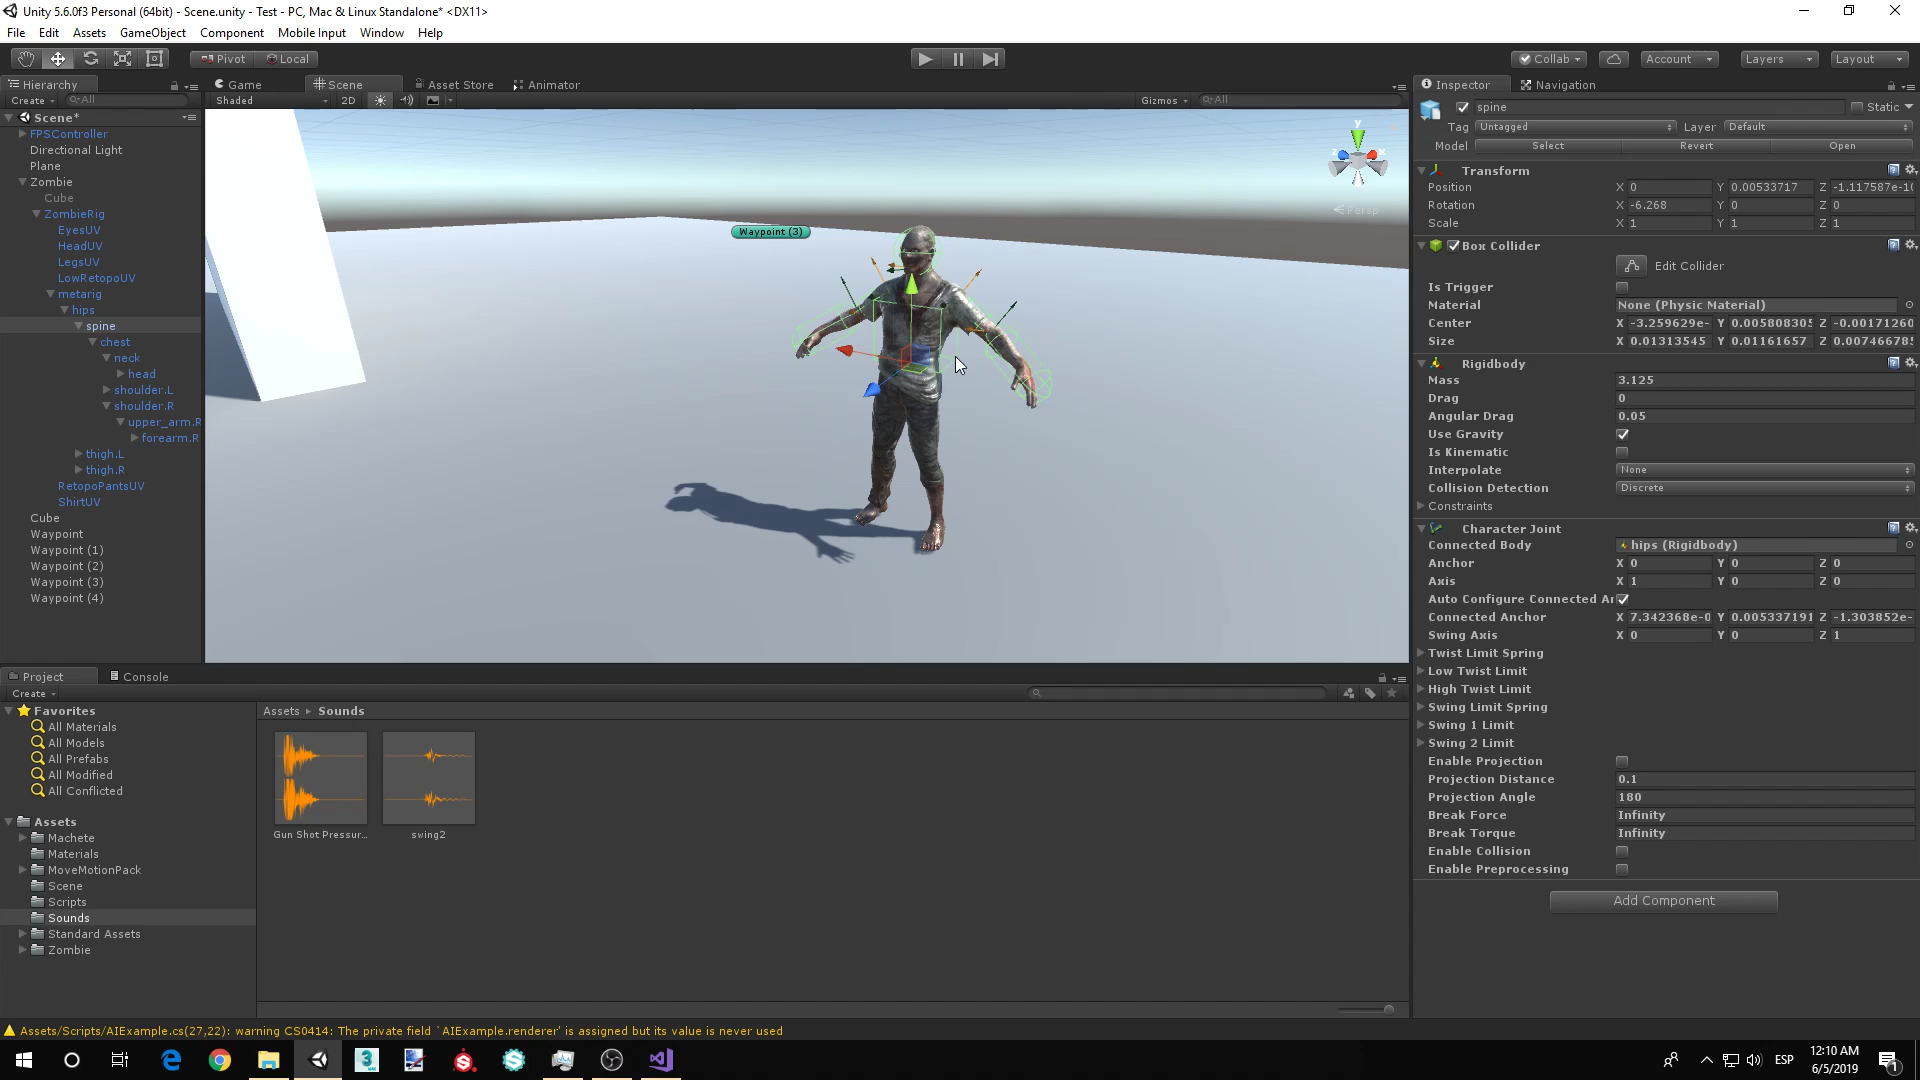 Unity 5.6.0f3 Personal (64bit) - Scene.unity - Test - PC, Mac & Linux Standalone* <DX11>
File Edit Assets GameObject Component Mobile Input Window Help
Pivot Local Collab Account Layers Layout
Hierarchy Game Scene Asset Store Animator Inspector Navigation
Create All Shaded 2D Gizmos All
Scene*
FPSController
Directional Light
Plane
Zombie
Cube
ZombieRig
EyesUV
HeadUV
LegsUV
LowRetopoUV
metarig
hips
spine
chest
neck
head
shoulder.L
shoulder.R
upper_arm.R
forearm.R
thigh.L
thigh.R
RetopoPantsUV
ShirtUV
Cube
Waypoint
Waypoint (1)
Waypoint (2)
Waypoint (3)
Waypoint (4)
y
x
z
Persp
Waypoint (3)
spine Static
Tag Untagged Layer Default
Model Select Revert Open
Transform
Position X 0 Y 0.00533717 Z -1.117587e-10
Rotation X -6.268 Y 0 Z 0
Scale X 1 Y 1 Z 1
Box Collider
Edit Collider
Is Trigger
Material None (Physic Material)
Center X -3.259629e- Y 0.005808305 Z -0.00171260
Size X 0.01313545 Y 0.01161657 Z 0.00746678
Rigidbody
Mass 3.125
Drag 0
Angular Drag 0.05
Use Gravity
Is Kinematic
Interpolate None
Collision Detection Discrete
Constraints
Character Joint
Connected Body hips (Rigidbody)
Anchor X 0 Y 0 Z 0
Axis X 1 Y 0 Z 0
Auto Configure Connected Ar
Connected Anchor X 7.342368e-0 Y 0.005337191 Z -1.303852e-
Swing Axis X 0 Y 0 Z 1
Twist Limit Spring
Low Twist Limit
High Twist Limit
Swing Limit Spring
Swing 1 Limit
Swing 2 Limit
Enable Projection
Projection Distance 0.1
Projection Angle 180
Break Force Infinity
Break Torque Infinity
Enable Collision
Enable Preprocessing
Add Component
Project Console
Create
Favorites
All Materials
All Models
All Prefabs
All Modified
All Conflicted
Assets
Machete
Materials
MoveMotionPack
Scene
Scripts
Sounds
Standard Assets
Zombie
Assets Sounds
Gun Shot Pressur... swing2
Assets/Scripts/AIExample.cs(27,22): warning CS0414: The private field `AIExample.renderer' is assigned but its value is never used
ESP
12:10 AM
6/5/2019
1